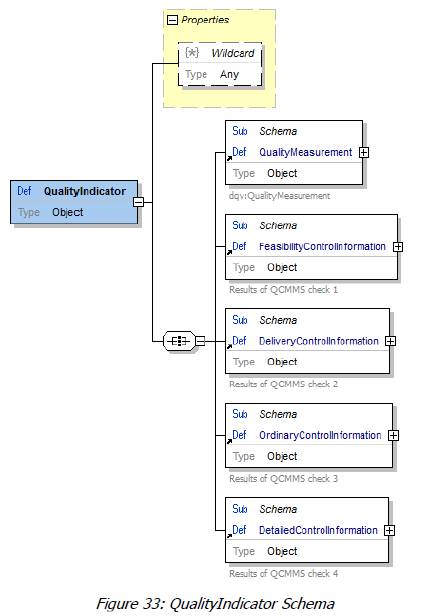 Properties
{*} Wildcard
Type Any
Def QualityIndicator
Type Object
Sub Schema
Def QualityMeasurement
Type Object
dqv:QualityMeasurement
Sub Schema
Def FeasibilityControlInformation
Type Object
Results of QCMMS check 1
Sub Schema
Def DeliveryControlInformation
Type Object
Results of QCMMS check 2
Sub Schema
Def OrdinaryControlInformation
Type Object
Results of QCMMS check 3
Sub Schema
Def DetailedControlInformation
Type Object
Results of QCMMS check 4
Figure 33: QualityIndicator Schema